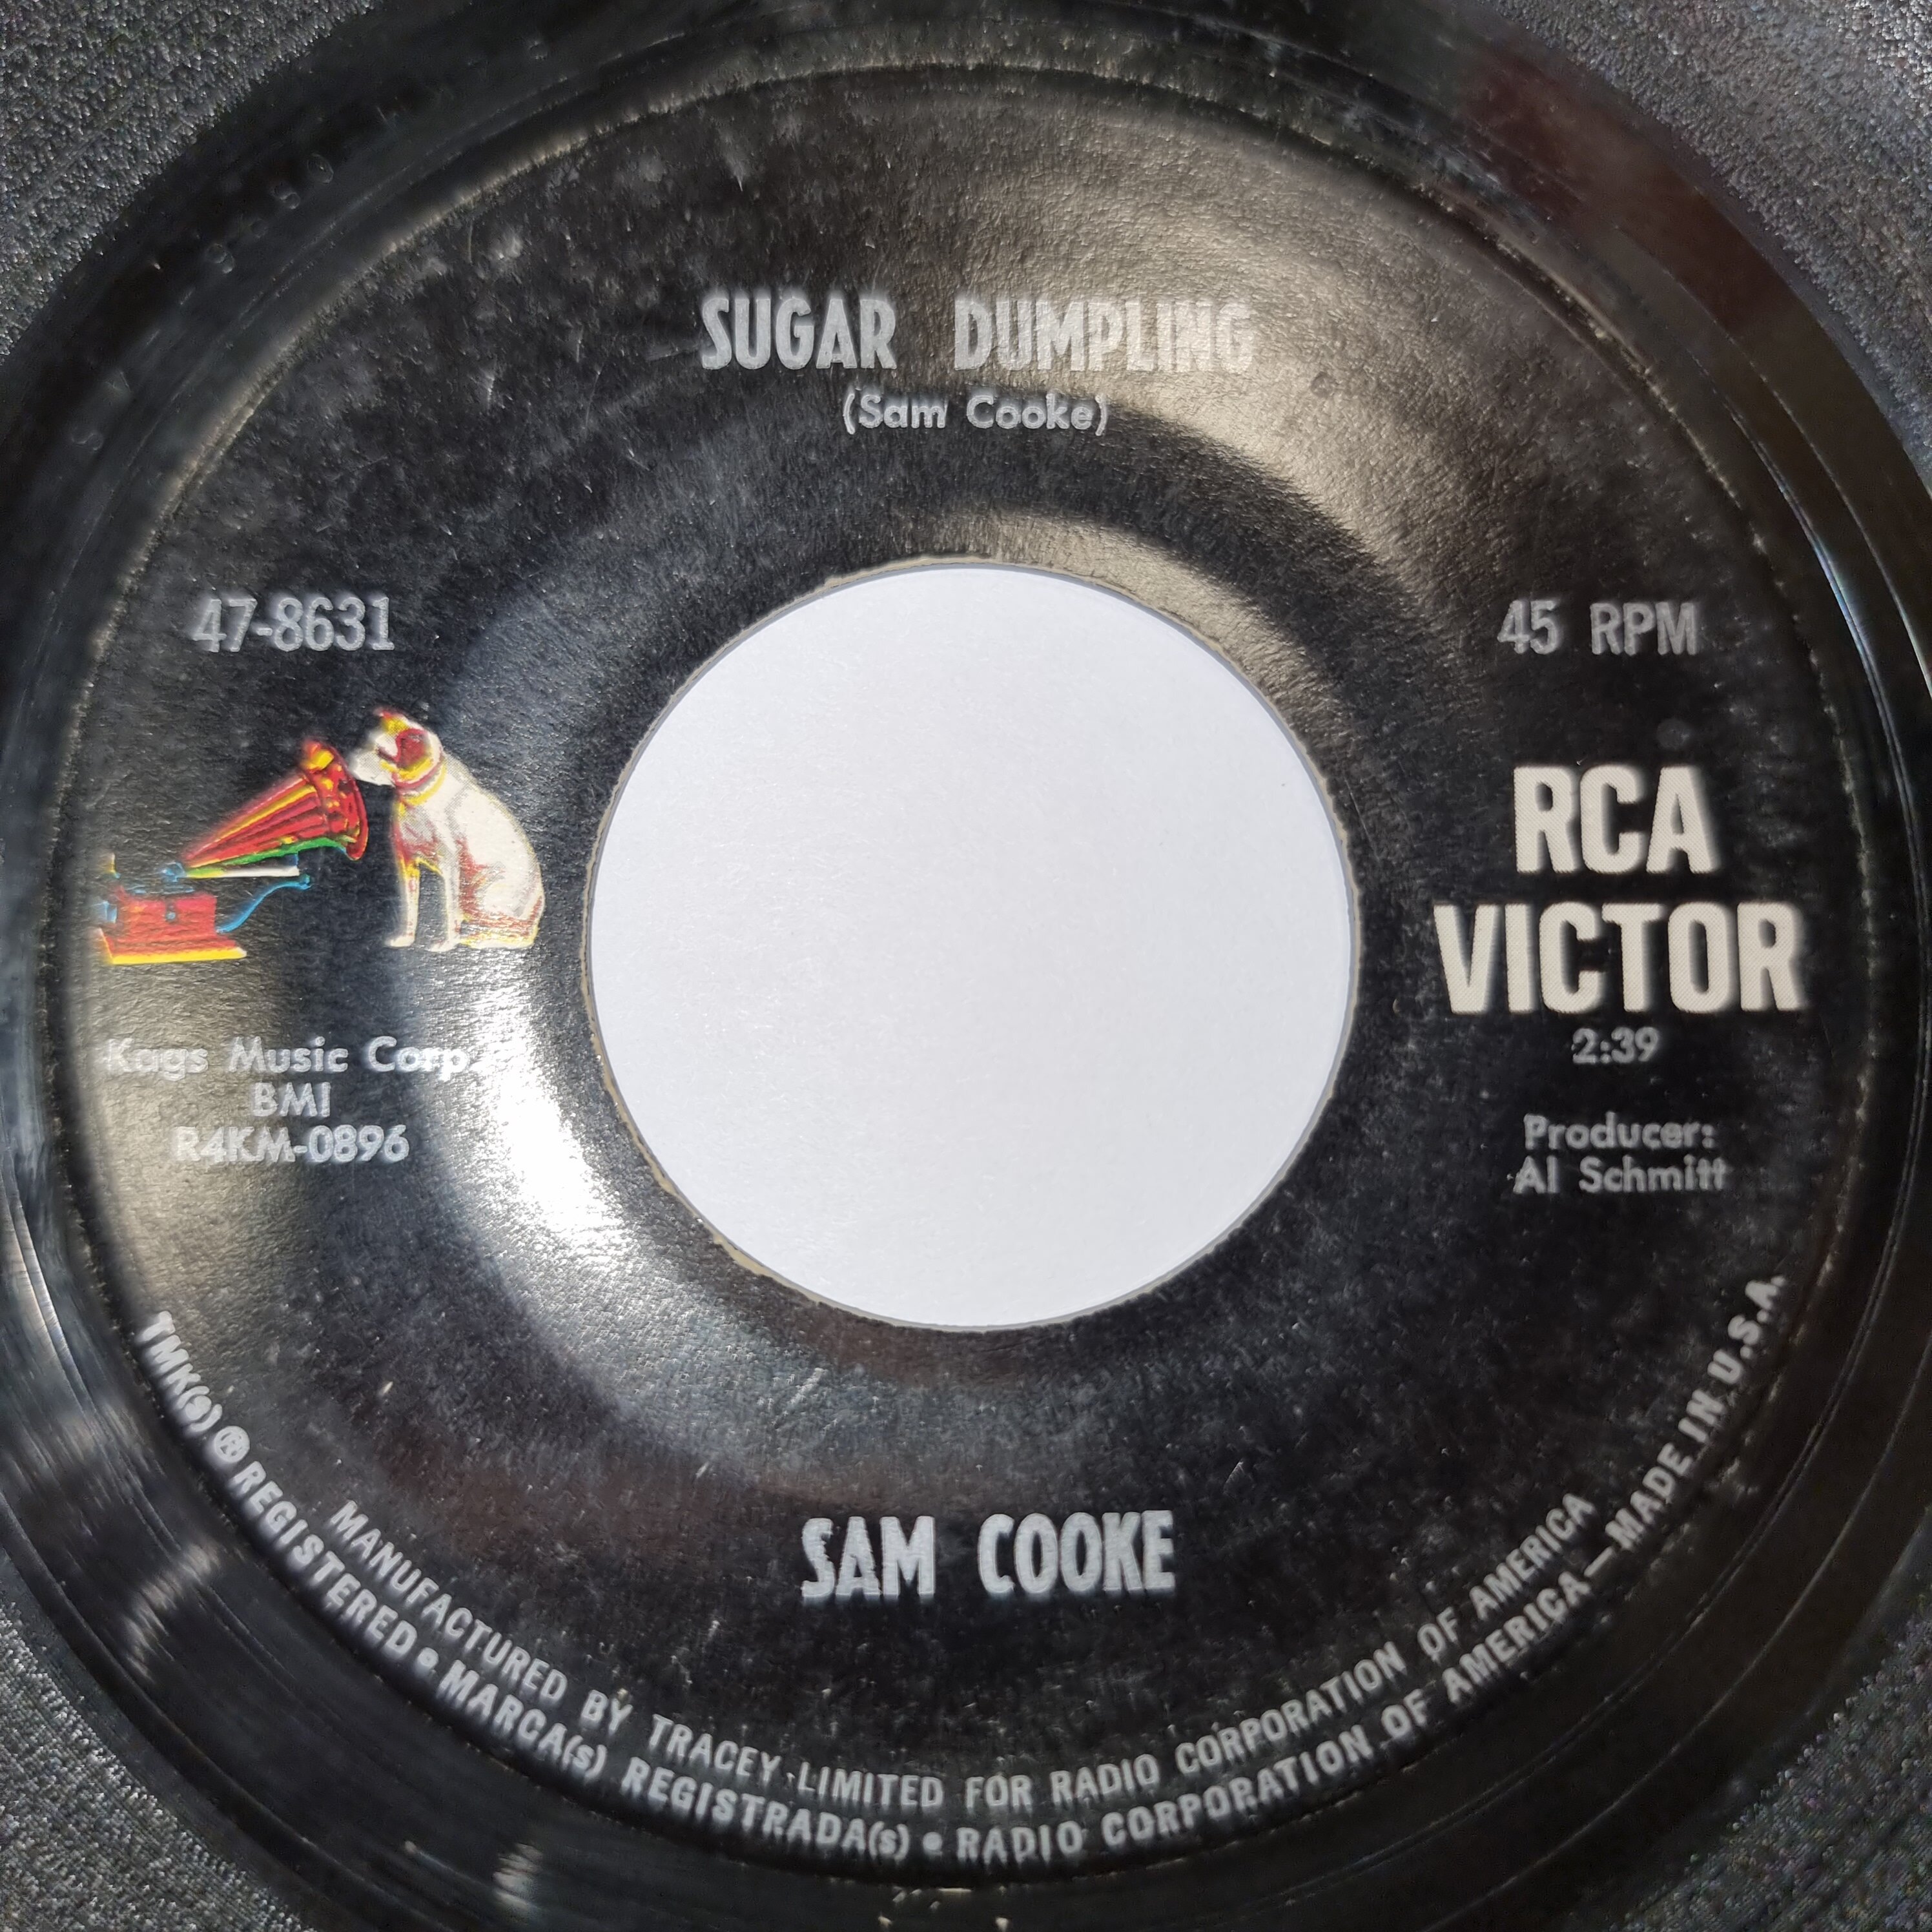 SUGAR DUMPLING
(Sam Cooke)
47-8631
45 RPM
RCA
VICTOR
2:39
Kags Music Corp.
BMI
R4KM-0896
Producer:
Al Schmitt
SAM COOKE
MANUFACTURED BY TRACEY LIMITED FOR RADIO CORPORATION OF AMERICA
TMK(s) ® REGISTERED • MARCA(s) REGISTRADA(s) • RADIO CORPORATION OF AMERICA—MADE IN U.S.A.